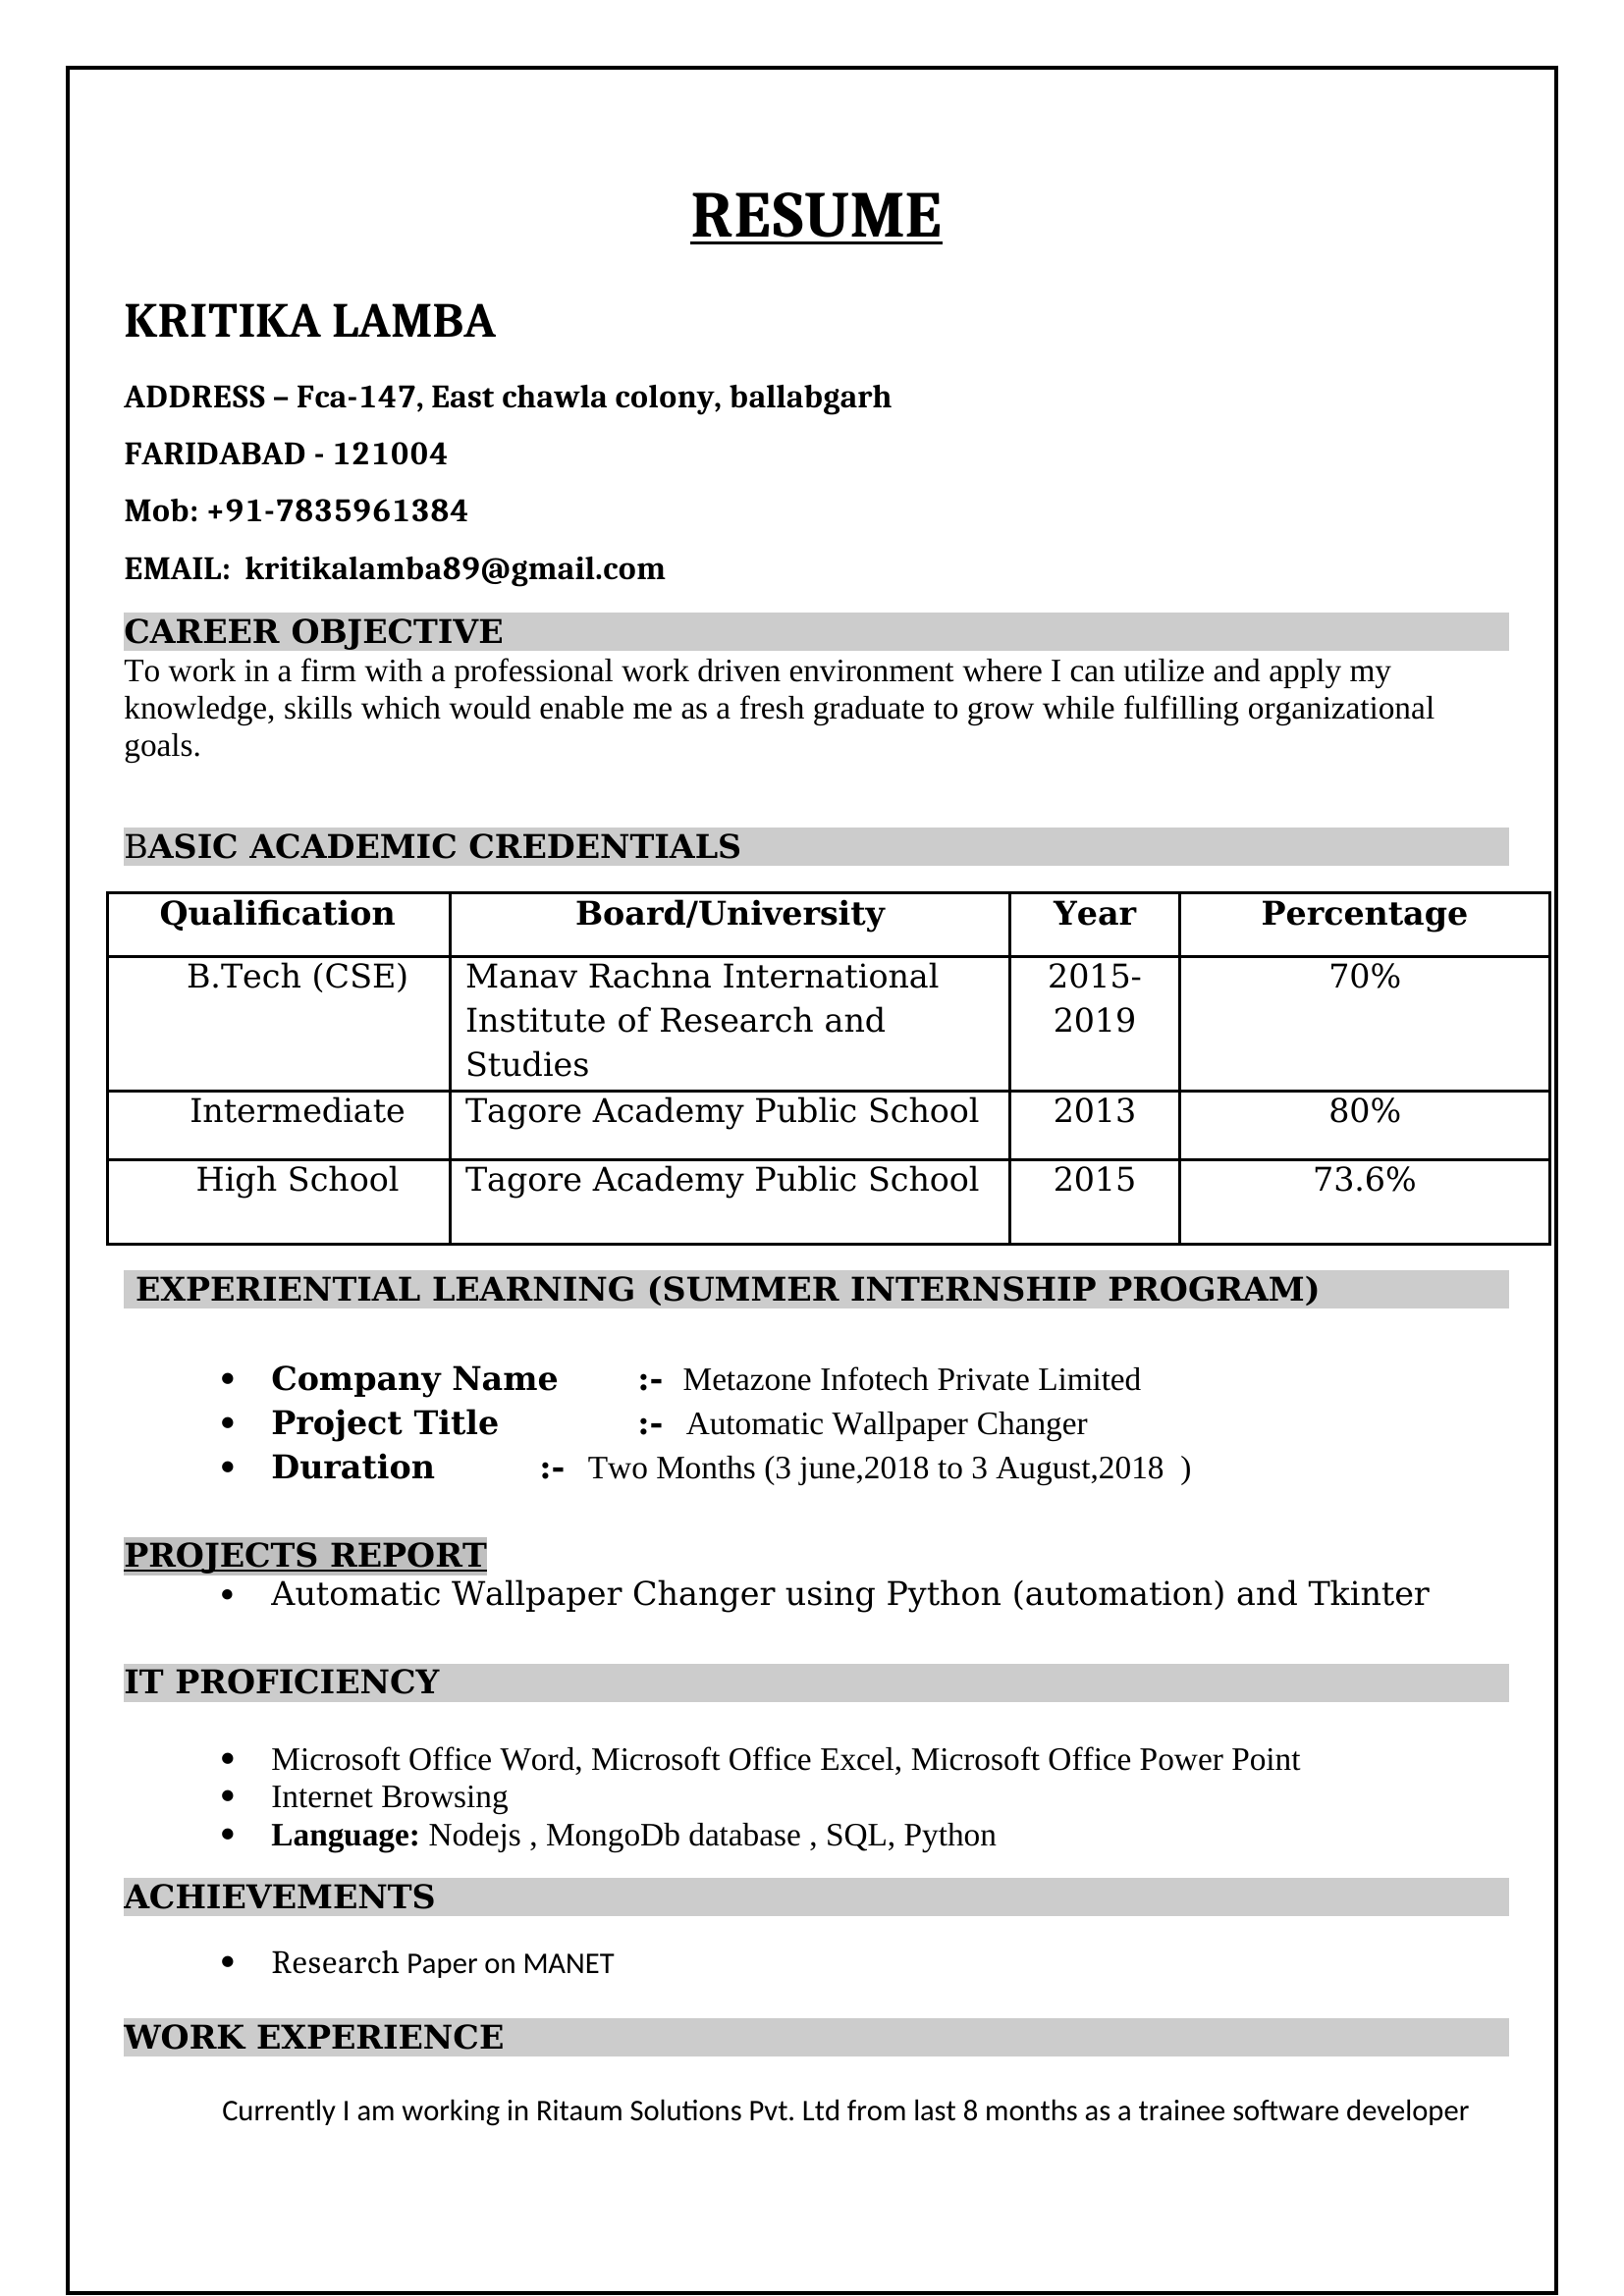 RESUME
KRITIKA LAMBA
ADDRESS – Fca-147, East chawla colony, ballabgarh
FARIDABAD - 121004
Mob: +91-7835961384
EMAIL:  kritikalamba89@gmail.com
CAREER OBJECTIVE
To work in a firm with a professional work driven environment where I can utilize and apply my
knowledge, skills which would enable me as a fresh graduate to grow while fulfilling organizational
goals.
BASIC ACADEMIC CREDENTIALS
Qualification Board/University Year Percentage
B.Tech (CSE) Manav Rachna International 2015- 70%
Institute of Research and 2019
Studies
Intermediate Tagore Academy Public School 2013 80%
High School Tagore Academy Public School 2015 73.6%
EXPERIENTIAL LEARNING (SUMMER INTERNSHIP PROGRAM)
• Company Name :- Metazone Infotech Private Limited
• Project Title :- Automatic Wallpaper Changer
• Duration :- Two Months (3 june,2018 to 3 August,2018  )
PROJECTS REPORT
• Automatic Wallpaper Changer using Python (automation) and Tkinter
IT PROFICIENCY
• Microsoft Office Word, Microsoft Office Excel, Microsoft Office Power Point
• Internet Browsing
• Language: Nodejs , MongoDb database , SQL, Python
ACHIEVEMENTS
• Research Paper on MANET
WORK EXPERIENCE
Currently I am working in Ritaum Solutions Pvt. Ltd from last 8 months as a trainee software developer